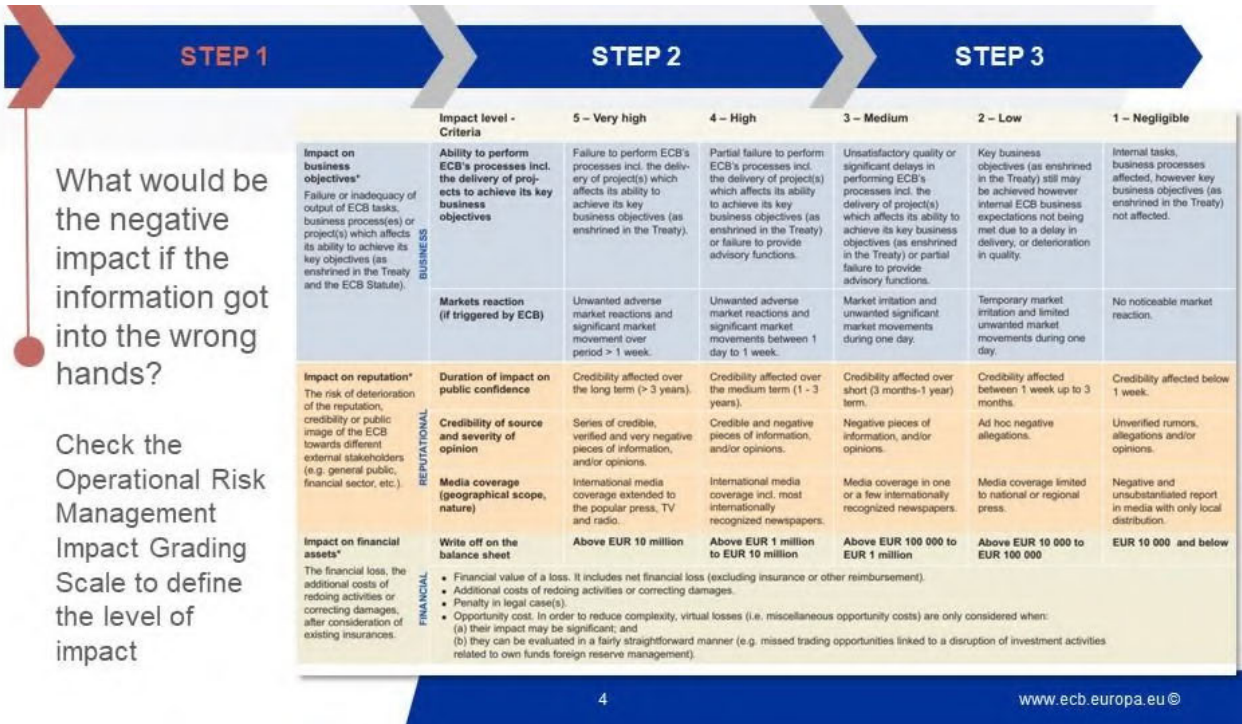 STEP 1
STEP 2
STEP 3
What would be
the negative
impact if the
information got
into the wrong
hands?
Check the
Operational Risk
Management
Impact Grading
Scale to define
the level of
impact
Impact level -
Criteria
5 – Very high
4 – High
3 – Medium
2 – Low
1 – Negligible
Impact on
business
objectives*
Failure or inadequacy of
output of ECB tasks,
business process(es) or
project(s) which affects
its ability to achieve its
key objectives (as
enshrined in the Treaty
and the ECB Statute).
BUSINESS
Ability to perform
ECB's processes incl.
the delivery of proj-
ects to achieve its key
business
objectives
Failure to perform ECB's
processes incl. the deliv-
ery of project(s) which
affects its ability to
achieve its key
business objectives (as
enshrined in the Treaty).
Partial failure to perform
ECB's processes incl.
the delivery of project(s)
which affects its ability
to achieve its key
business objectives (as
enshrined in the Treaty)
or failure to provide
advisory functions.
Unsatisfactory quality or
significant delays in
performing ECB's
processes incl. the
delivery of project(s)
which affects its ability to
achieve its key business
objectives (as enshrined
in the Treaty) or partial
failure to provide
advisory functions.
Key business
objectives (as enshrined
in the Treaty) still may
be achieved however
internal ECB business
expectations not being
met due to a delay in
delivery, or deterioration
in quality.
Internal tasks,
business processes
affected, however key
business objectives (as
enshrined in the Treaty)
not affected.
Markets reaction
(if triggered by ECB)
Unwanted adverse
market reactions and
significant market
movement over
period > 1 week.
Unwanted adverse
market reactions and
significant market
movements between 1
day to 1 week.
Market irritation and
unwanted significant
market movements
during one day.
Temporary market
irritation and limited
unwanted market
movements during one
day.
No noticeable market
reaction.
Impact on reputation*
The risk of deterioration
of the reputation,
credibility or public
image of the ECB
towards different
external stakeholders
(e.g. general public,
financial sector, etc.).
REPUTATIONAL
Duration of impact on
public confidence
Credibility affected over
the long term (> 3 years).
Credibility affected over
the medium term (1 - 3
years).
Credibility affected over
short (3 months-1 year)
term.
Credibility affected
between 1 week up to 3
months.
Credibility affected below
1 week.
Credibility of source
and severity of
opinion
Series of credible,
verified and very negative
pieces of information,
and/or opinions.
Credible and negative
pieces of information,
and/or opinions.
Negative pieces of
information, and/or
opinions.
Ad hoc negative
allegations.
Unverified rumors,
allegations and/or
opinions.
Media coverage
(geographical scope,
nature)
International media
coverage extended to
the popular press, TV
and radio.
International media
coverage incl. most
internationally
recognized newspapers.
Media coverage in one
or a few internationally
recognized newspapers.
Media coverage limited
to national or regional
press.
Negative and
unsubstantiated report
in media with only local
distribution.
Impact on financial
assets*
The financial loss, the
additional costs of
redoing activities or
correcting damages,
after consideration of
existing insurances.
FINANCIAL
Write off on the
balance sheet
Above EUR 10 million
Above EUR 1 million
to EUR 10 million
Above EUR 100 000 to
EUR 1 million
Above EUR 10 000 to
EUR 100 000
EUR 10 000 and below
• Financial value of a loss. It includes net financial loss (excluding insurance or other reimbursement).
• Additional costs of redoing activities or correcting damages.
• Penalty in legal case(s).
• Opportunity cost. In order to reduce complexity, virtual losses (i.e. miscellaneous opportunity costs) are only considered when:
(a) their impact may be significant; and
(b) they can be evaluated in a fairly straightforward manner (e.g. missed trading opportunities linked to a disruption of investment activities
related to own funds foreign reserve management).
4
www.ecb.europa.eu ©